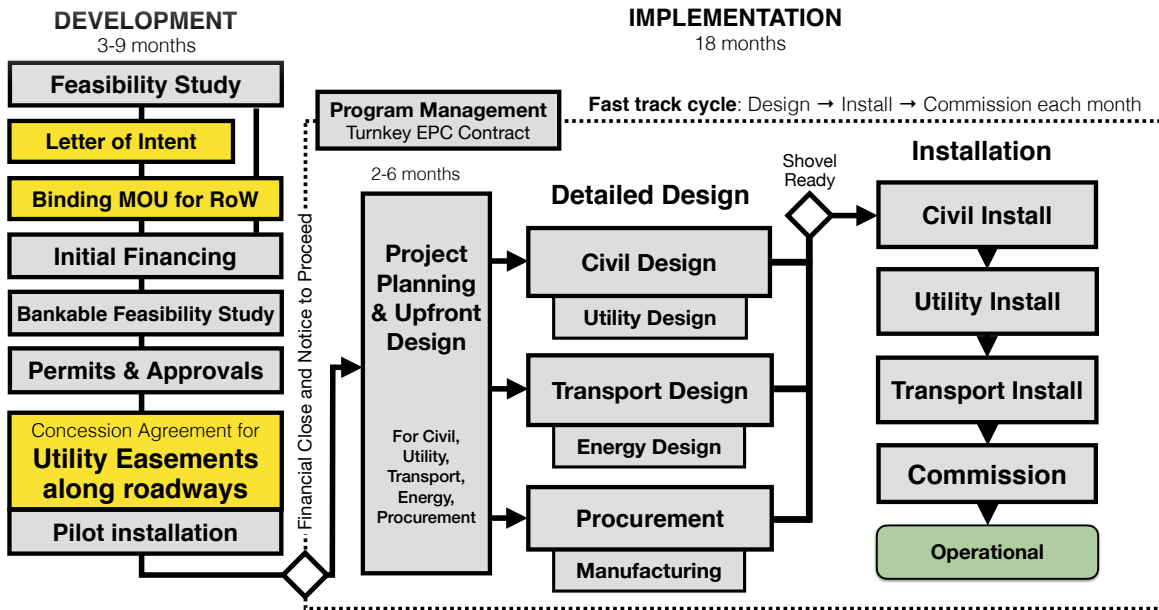 DEVELOPMENT
3-9 months
Feasibility Study
Letter of Intent
Binding MOU for RoW
Initial Financing
Bankable Feasibility Study
Permits & Approvals
Concession Agreement for
Utility Easements
along roadways
Pilot installation
Financial Close and Notice to Proceed
IMPLEMENTATION
18 months
Program Management
Turnkey EPC Contract
Fast track cycle: Design → Install → Commission each month
2-6 months
Project
Planning
& Upfront
Design
For Civil,
Utility,
Transport,
Energy,
Procurement
Detailed Design
Civil Design
Utility Design
Transport Design
Energy Design
Procurement
Manufacturing
Shovel
Ready
Installation
Civil Install
Utility Install
Transport Install
Commission
Operational